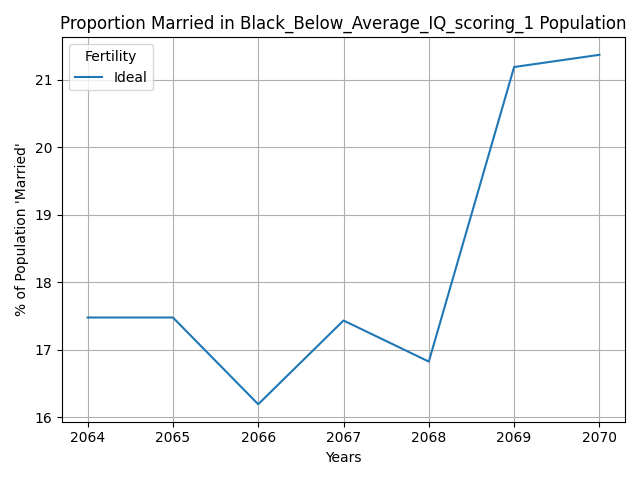 Proportion Married in Black_Below_Average_IQ_scoring_1 Population
Fertility
Ideal
% of Population 'Married'
21
20
19
18
17
16
2064 2065 2066 2067 2068 2069 2070
Years